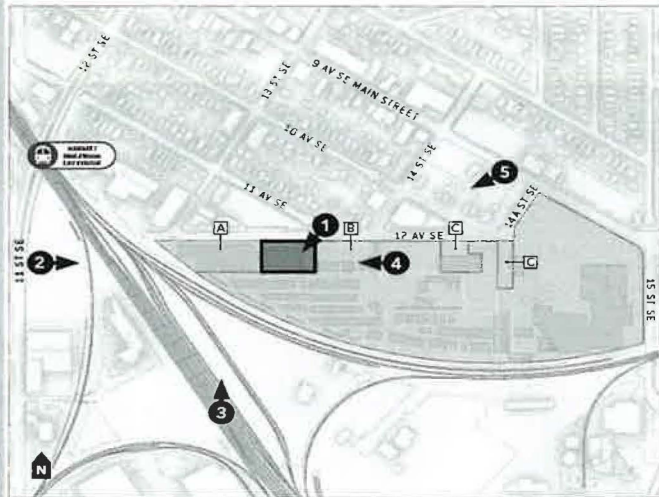 12 ST SE
13 ST SE
9 AV SE MAIN STREET
10 AV SE
14 ST SE
11 AV SE
5
14A ST SE
1
A
B
12 AV SE
C
C
11 ST SE
2
4
15 ST SE
3
N